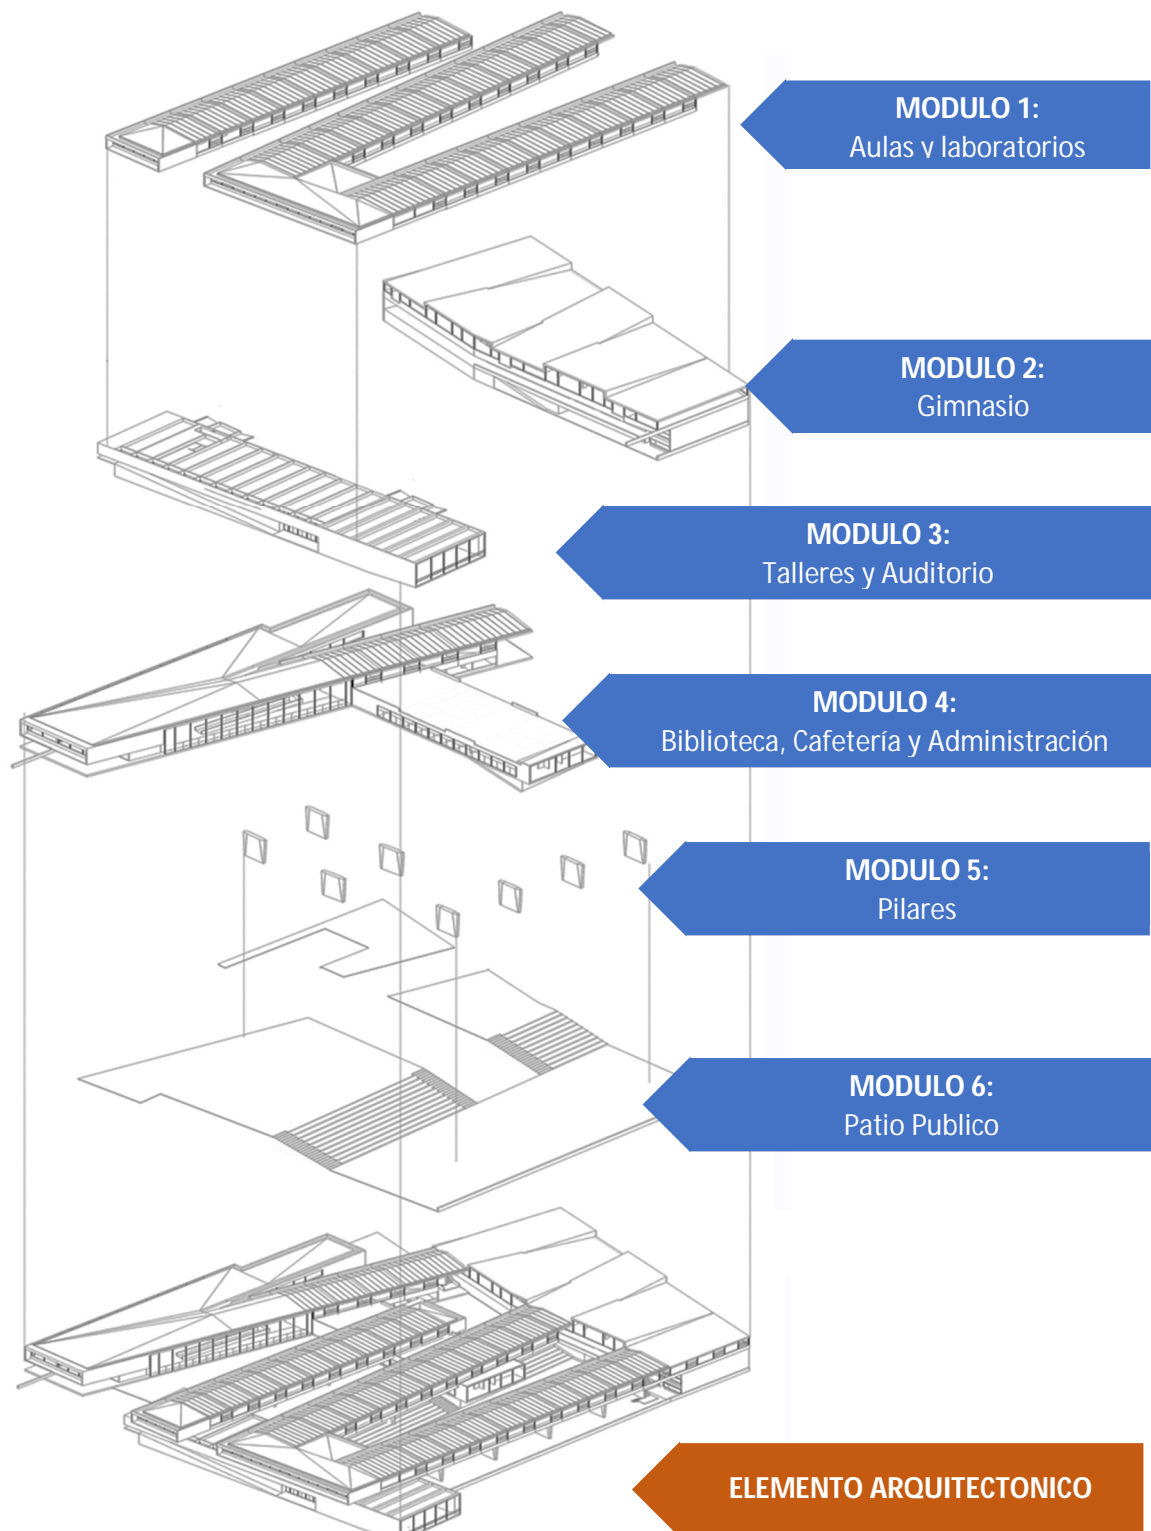 MODULO 1:
Aulas y laboratorios
MODULO 2:
Gimnasio
MODULO 3:
Talleres y Auditorio
MODULO 4:
Biblioteca, Cafetería y Administración
MODULO 5:
Pilares
MODULO 6:
Patio Publico
ELEMENTO ARQUITECTONICO